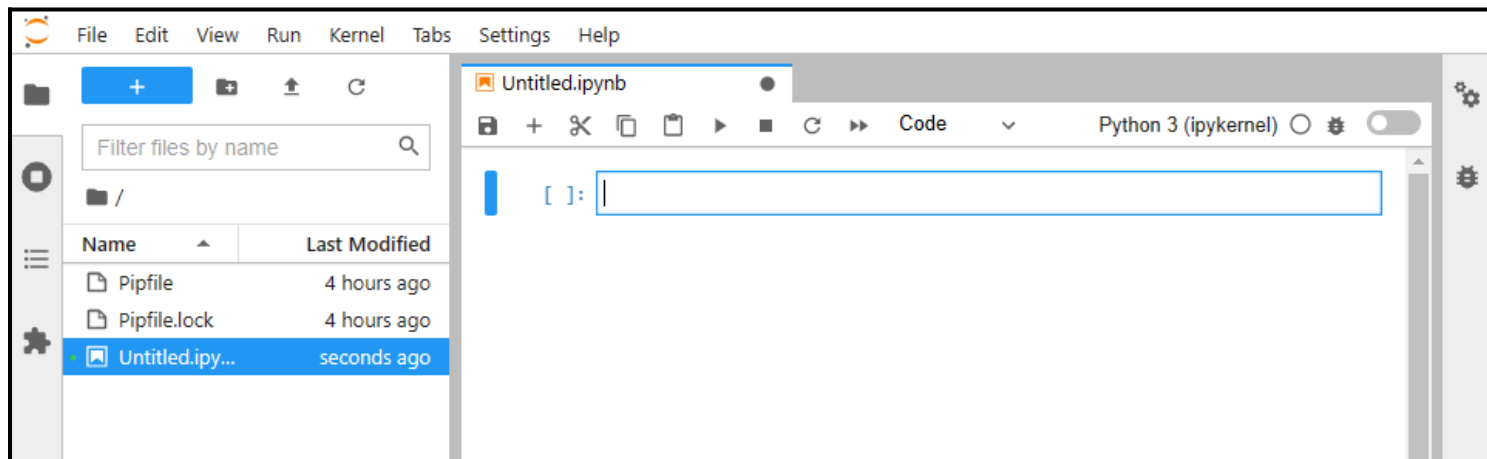 File Edit View Run Kernel Tabs Settings Help
Untitled.ipynb
Code
Python 3 (ipykernel)
Filter files by name
/
Name Last Modified
Pipfile 4 hours ago
Pipfile.lock 4 hours ago
Untitled.ipy... seconds ago
[ ]: